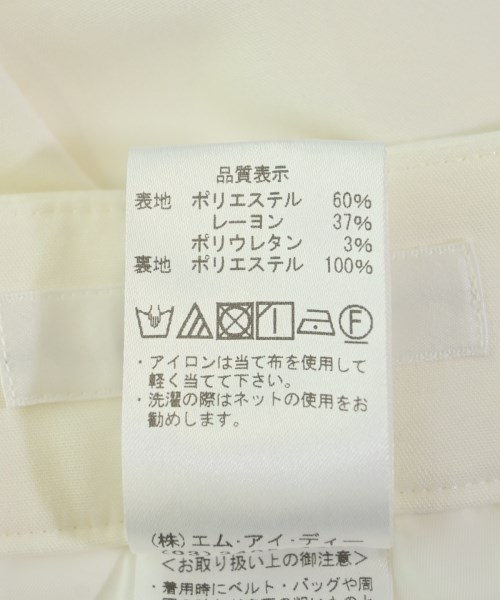 品質表示
表地 ポリエステル 60%
レーヨン 37%
ポリウレタン 3%
裏地 ポリエステル 100%
F
・アイロンは当て布を使用して
軽く当てて下さい。
・洗濯の際はネットの使用をお
勧めします。
(株)エム・アイ・ディー
<お取り扱い上の御注意>
・着用時にベルト・バッグや周